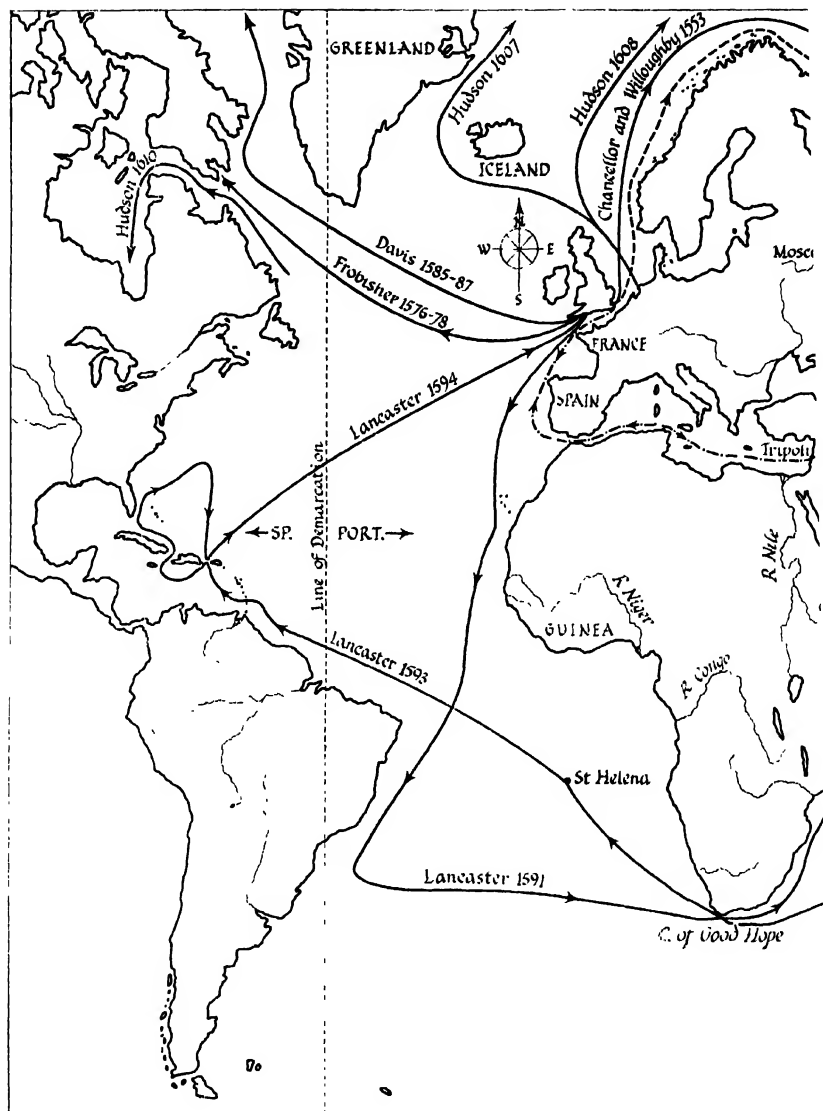 GREENLAND
Hudson 1607
Hudson 1608
Chancellor and Willoughby 1553
ICELAND
Hudson 1610
N
W
E
S
Davis 1585-87
Frobisher 1576-78
FRANCE
SPAIN
Lancaster 1594
Line of Demarcation
←SP.
PORT.→
Tripoli
R Nile
R Niger
GUINEA
R Congo
Lancaster 1593
St Helena
Lancaster 1591
C. of Good Hope